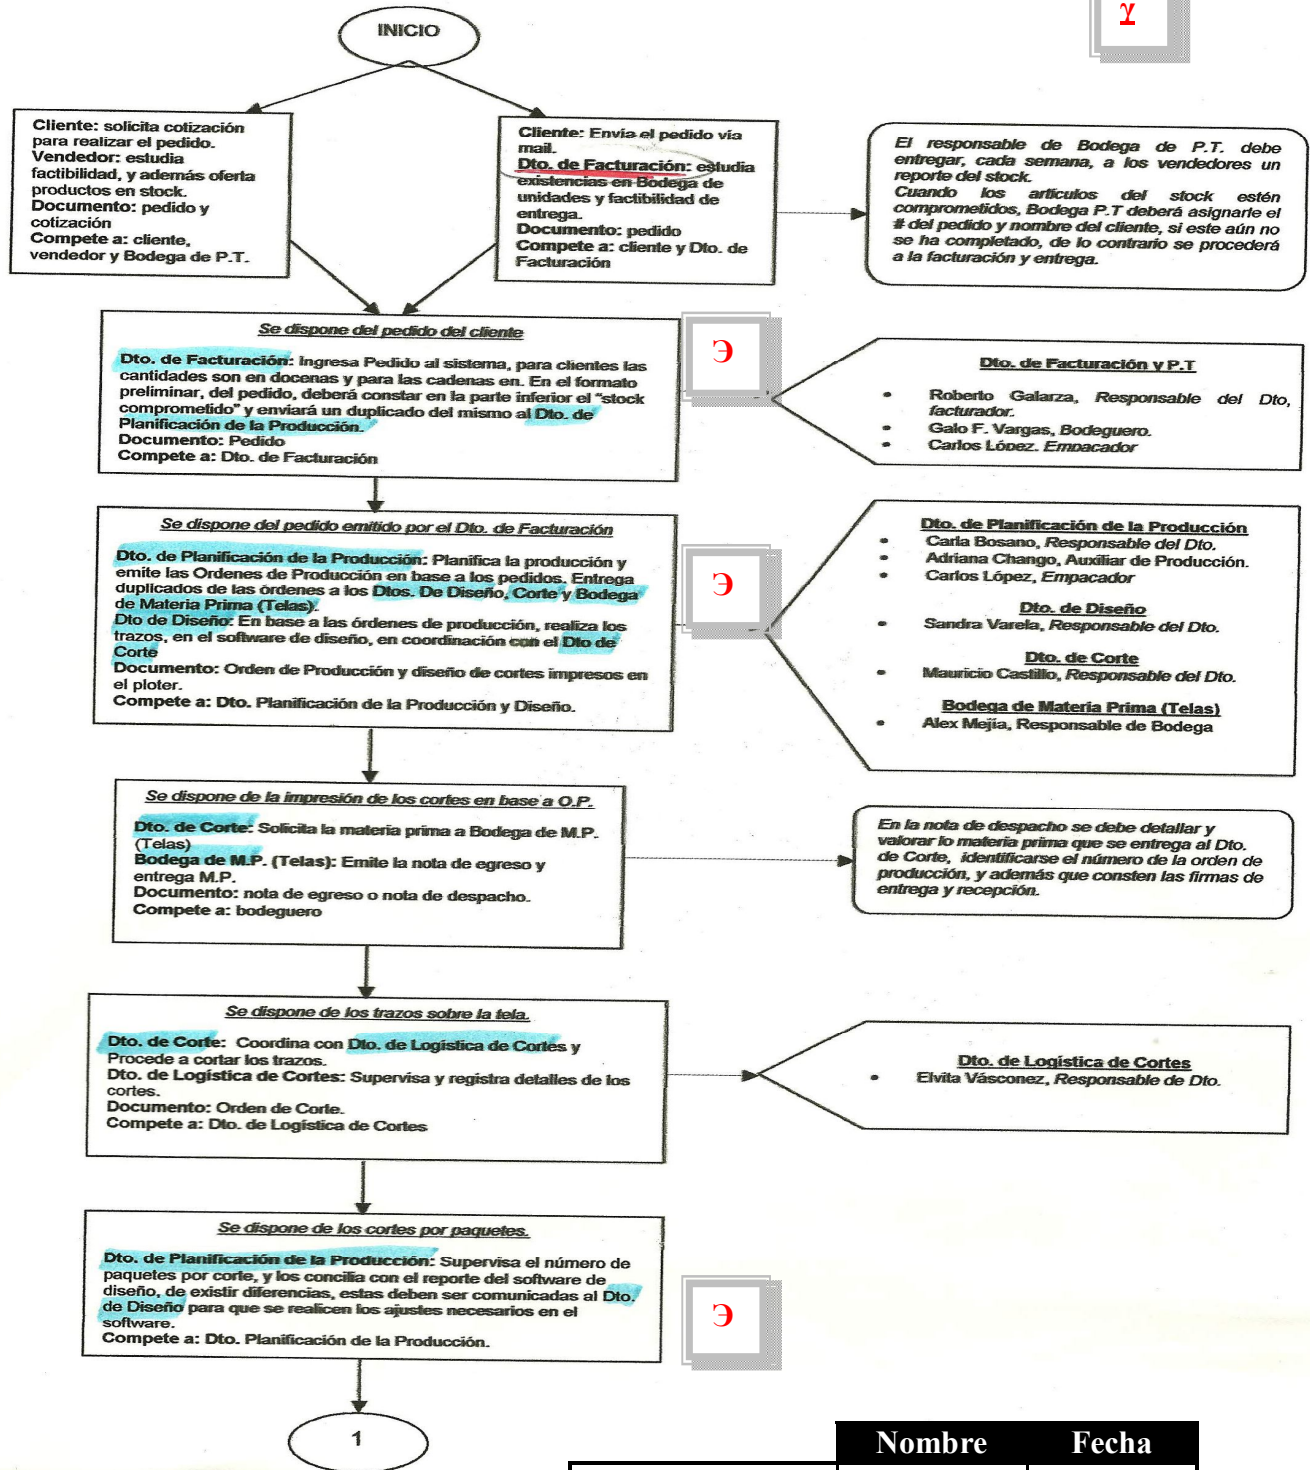 ɣ
INICIO
Cliente: solicita cotización
para realizar el pedido.
Vendedor: estudia
factibilidad, y además oferta
productos en stock.
Documento: pedido y
cotización
Compete a: cliente,
vendedor y Bodega de P.T.
Cliente: Envía el pedido vía
mail.
Dto. de Facturación: estudia
existencias en Bodega de
unidades y factibilidad de
entrega.
Documento: pedido
Compete a: cliente y Dto. de
Facturación
El responsable de Bodega de P.T. debe
entregar, cada semana, a los vendedores un
reporte del stock.
Cuando los artículos del stock estén
comprometidos, Bodega P.T deberá asignarle el
# del pedido y nombre del cliente, si este aún no
se ha completado, de lo contrario se procederá
a la facturación y entrega.
Se dispone del pedido del cliente
Dto. de Facturación: Ingresa Pedido al sistema, para clientes las
cantidades son en docenas y para las cadenas en. En el formato
preliminar, del pedido, deberá constar en la parte inferior el "stock
comprometido" y enviará un duplicado del mismo al Dto. de
Planificación de la Producción.
Documento: Pedido
Compete a: Dto. de Facturación
Э
Dto. de Facturación y P.T
• Roberto Galarza, Responsable del Dto,
facturador.
• Galo F. Vargas, Bodeguero.
• Carlos López. Empacador
Se dispone del pedido emitido por el Dto. de Facturación
Dto. de Planificación de la Producción: Planifica la producción y
emite las Ordenes de Producción en base a los pedidos. Entrega
duplicados de las órdenes a los Dtos. De Diseño, Corte y Bodega
de Materia Prima (Telas).
Dto de Diseño: En base a las órdenes de producción, realiza los
trazos, en el software de diseño, en coordinación con el Dto de
Corte
Documento: Orden de Producción y diseño de cortes impresos en
el ploter.
Compete a: Dto. Planificación de la Producción y Diseño.
Э
Dto. de Planificación de la Producción
• Carla Bosano, Responsable del Dto.
• Adriana Chango, Auxiliar de Producción.
• Carlos López, Empacador
Dto. de Diseño
• Sandra Varela, Responsable del Dto.
Dto. de Corte
• Mauricio Castillo, Responsable del Dto.
Bodega de Materia Prima (Telas)
• Alex Mejía, Responsable de Bodega
Se dispone de la impresión de los cortes en base a O.P.
Dto. de Corte: Solicita la materia prima a Bodega de M.P.
(Telas)
Bodega de M.P. (Telas): Emite la nota de egreso y
entrega M.P.
Documento: nota de egreso o nota de despacho.
Compete a: bodeguero
En la nota de despacho se debe detallar y
valorar lo materia prima que se entrega al Dto.
de Corte, identificarse el número de la orden de
producción, y además que consten las firmas de
entrega y recepción.
Se dispone de los trazos sobre la tela.
Dto. de Corte: Coordina con Dto. de Logística de Cortes y
Procede a cortar los trazos.
Dto. de Logística de Cortes: Supervisa y registra detalles de los
cortes.
Documento: Orden de Corte.
Compete a: Dto. de Logística de Cortes
Dto. de Logística de Cortes
• Elvita Vásconez, Responsable de Dto.
Se dispone de los cortes por paquetes.
Dto. de Planificación de la Producción: Supervisa el número de
paquetes por corte, y los concilia con el reporte del software de
diseño, de existir diferencias, estas deben ser comunicadas al Dto.
de Diseño para que se realicen los ajustes necesarios en el
software.
Compete a: Dto. Planificación de la Producción.
Э
1
Nombre Fecha